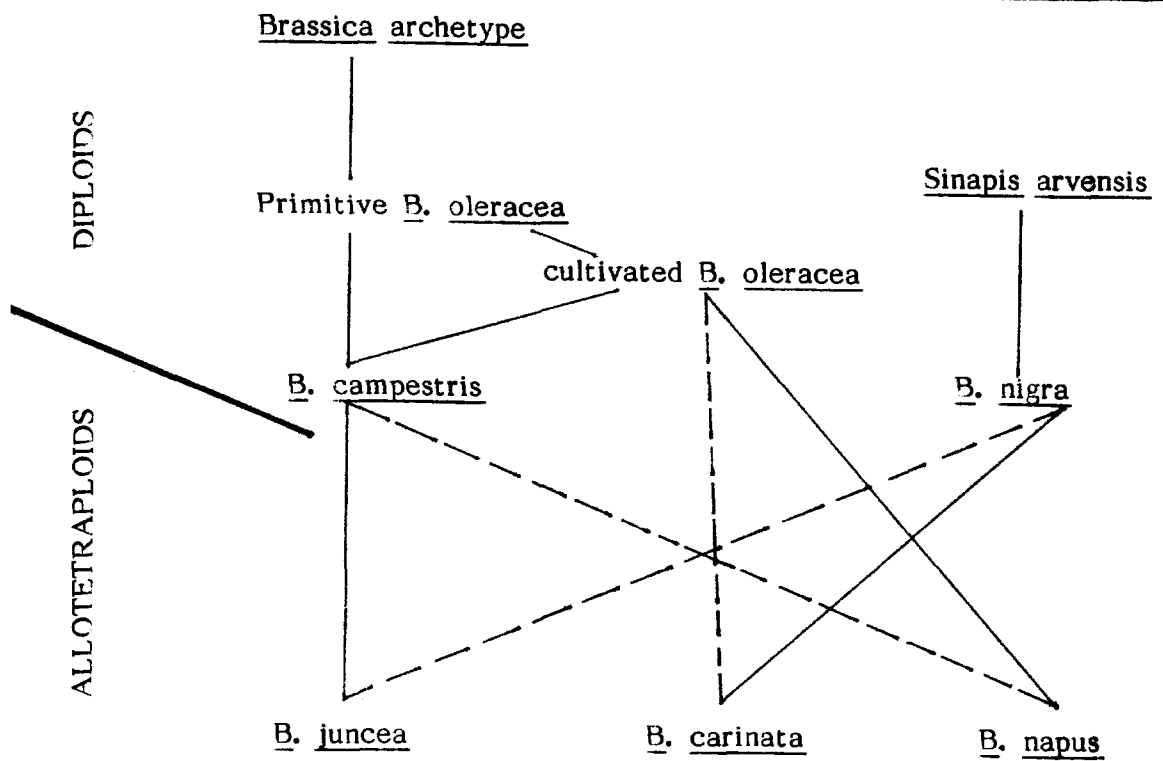 Brassica archetype
DIPLOIDS
Sinapis arvensis
Primitive B. oleracea
cultivated B. oleracea
B. campestris
B. nigra
ALLOTETRAPLOIDS
B. juncea
B. carinata
B. napus